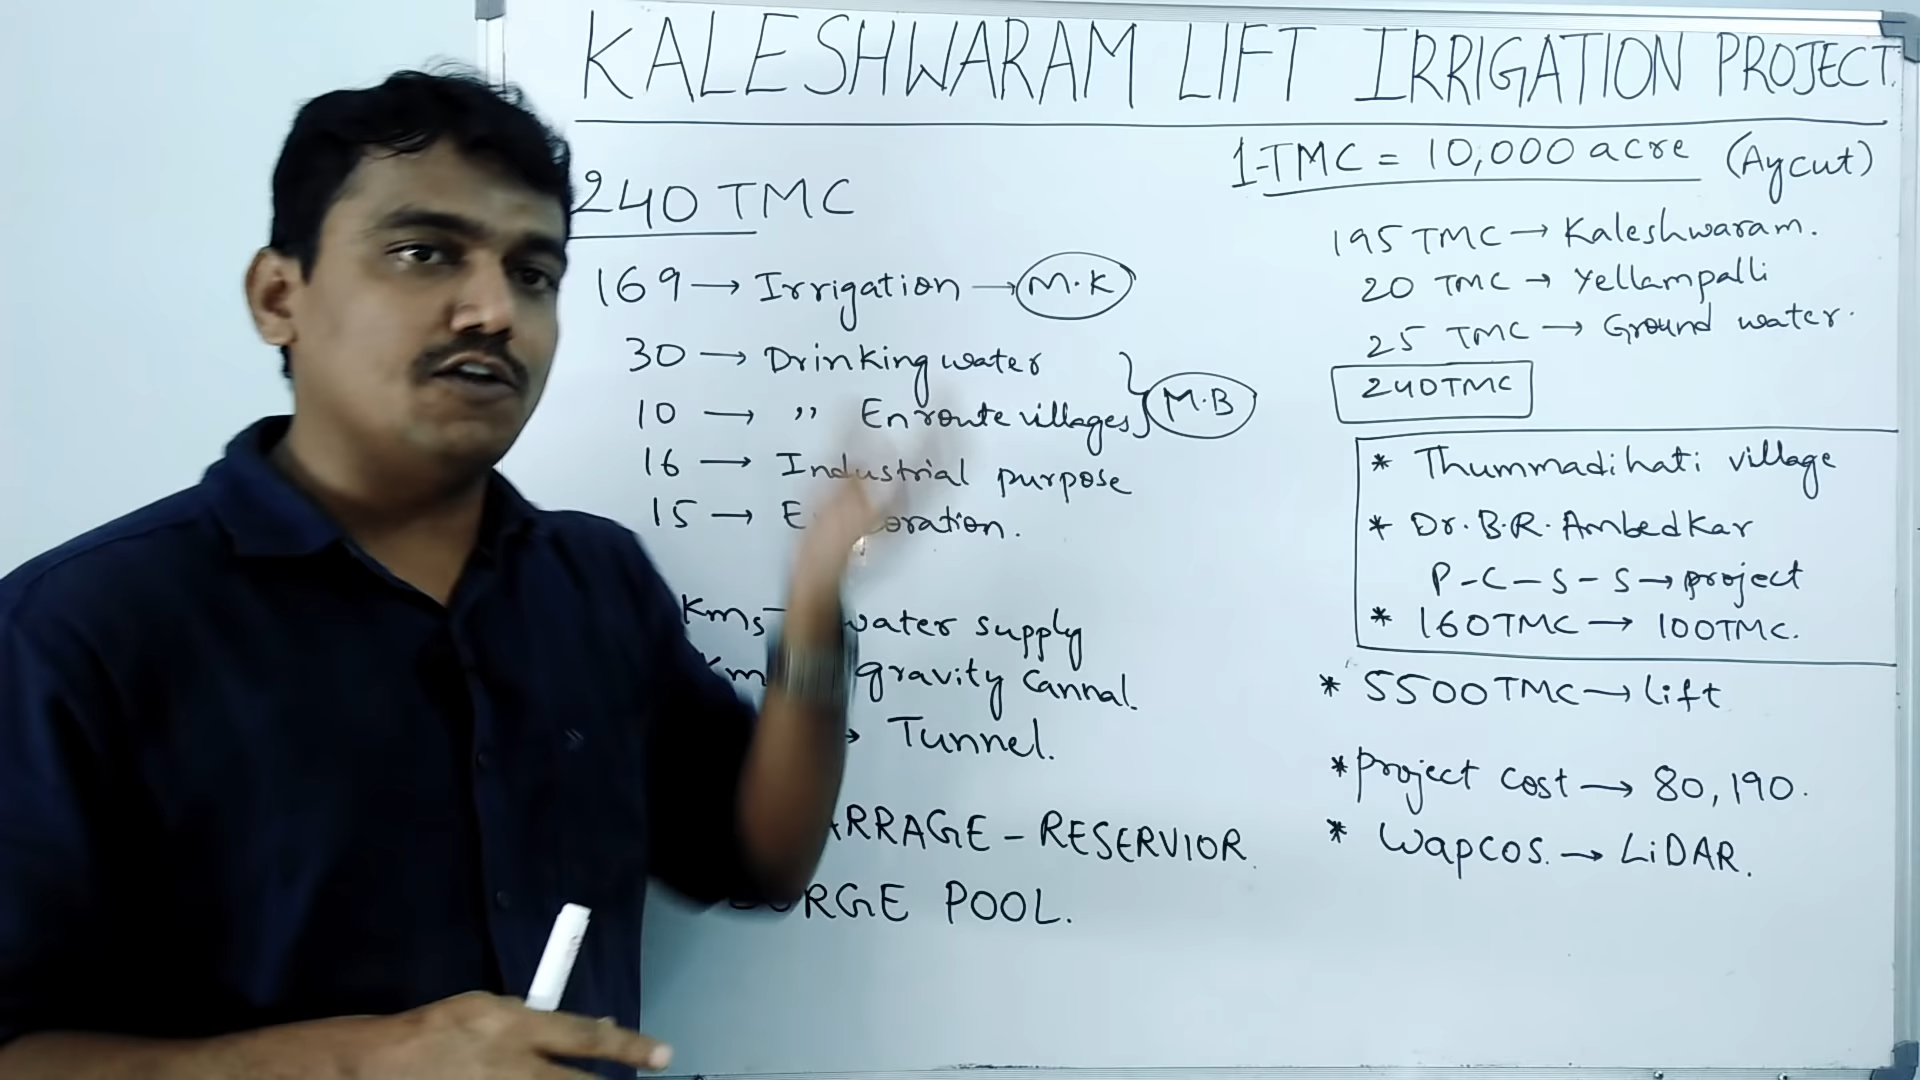 KALESHWARAM LIFT IRRIGATION PROJECT.
1-TMC = 10,000 acre (Aycut)
240 TMC
169 → Irrigation → M.K
30 → Drinking water
10 → ,, Enroute villages
M.B
16 → Industrial purpose
15 → 
Kms water supply
gravity Cannal.
→ Tunnel.
ARRAGE - RESERVIOR.
URGE POOL.
195 TMC → Kaleshwaram.
20 TMC → Yellampalli
25 TMC → Ground water.
240TMC
* Thummadihati village
* Dr. B.R. Ambedkar
P-C-S-S → project
* 160TMC → 100TMC.
* 5500TMC → Lift
* project cost → 80,190.
* Wapcos. → LiDAR.